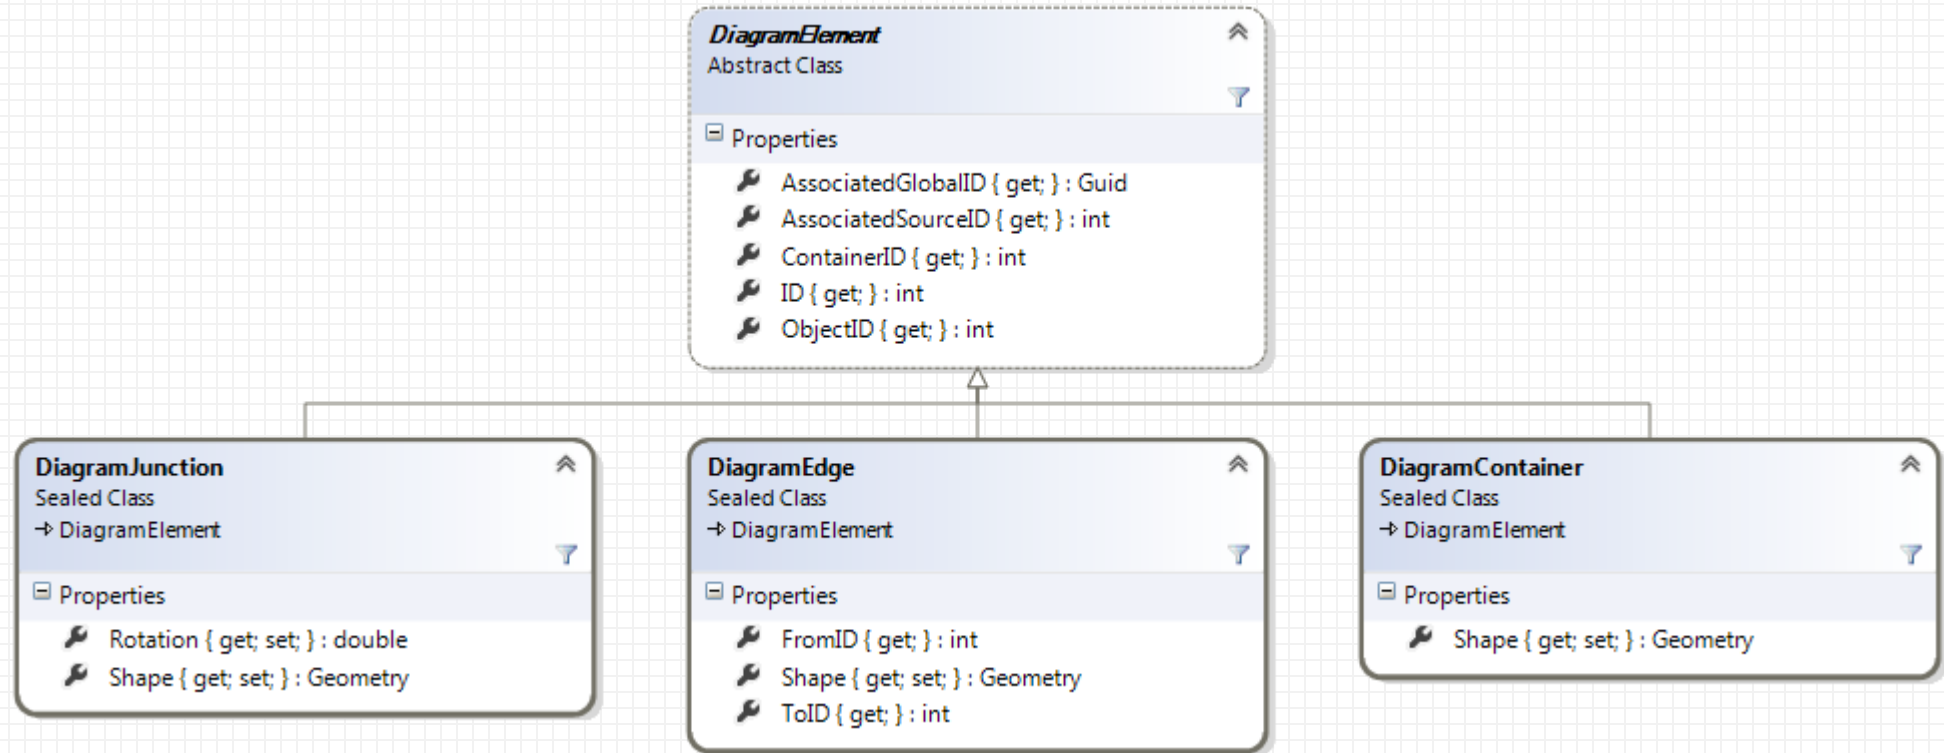 DiagramElement
Abstract Class
Properties
AssociatedGlobalID { get; } : Guid
AssociatedSourceID { get; } : int
ContainerID { get; } : int
ID { get; } : int
ObjectID { get; } : int
DiagramJunction
Sealed Class
DiagramElement
Properties
Rotation { get; set; } : double
Shape { get; set; } : Geometry
DiagramEdge
Sealed Class
DiagramElement
Properties
FromID { get; } : int
Shape { get; set; } : Geometry
ToID { get; } : int
DiagramContainer
Sealed Class
DiagramElement
Properties
Shape { get; set; } : Geometry